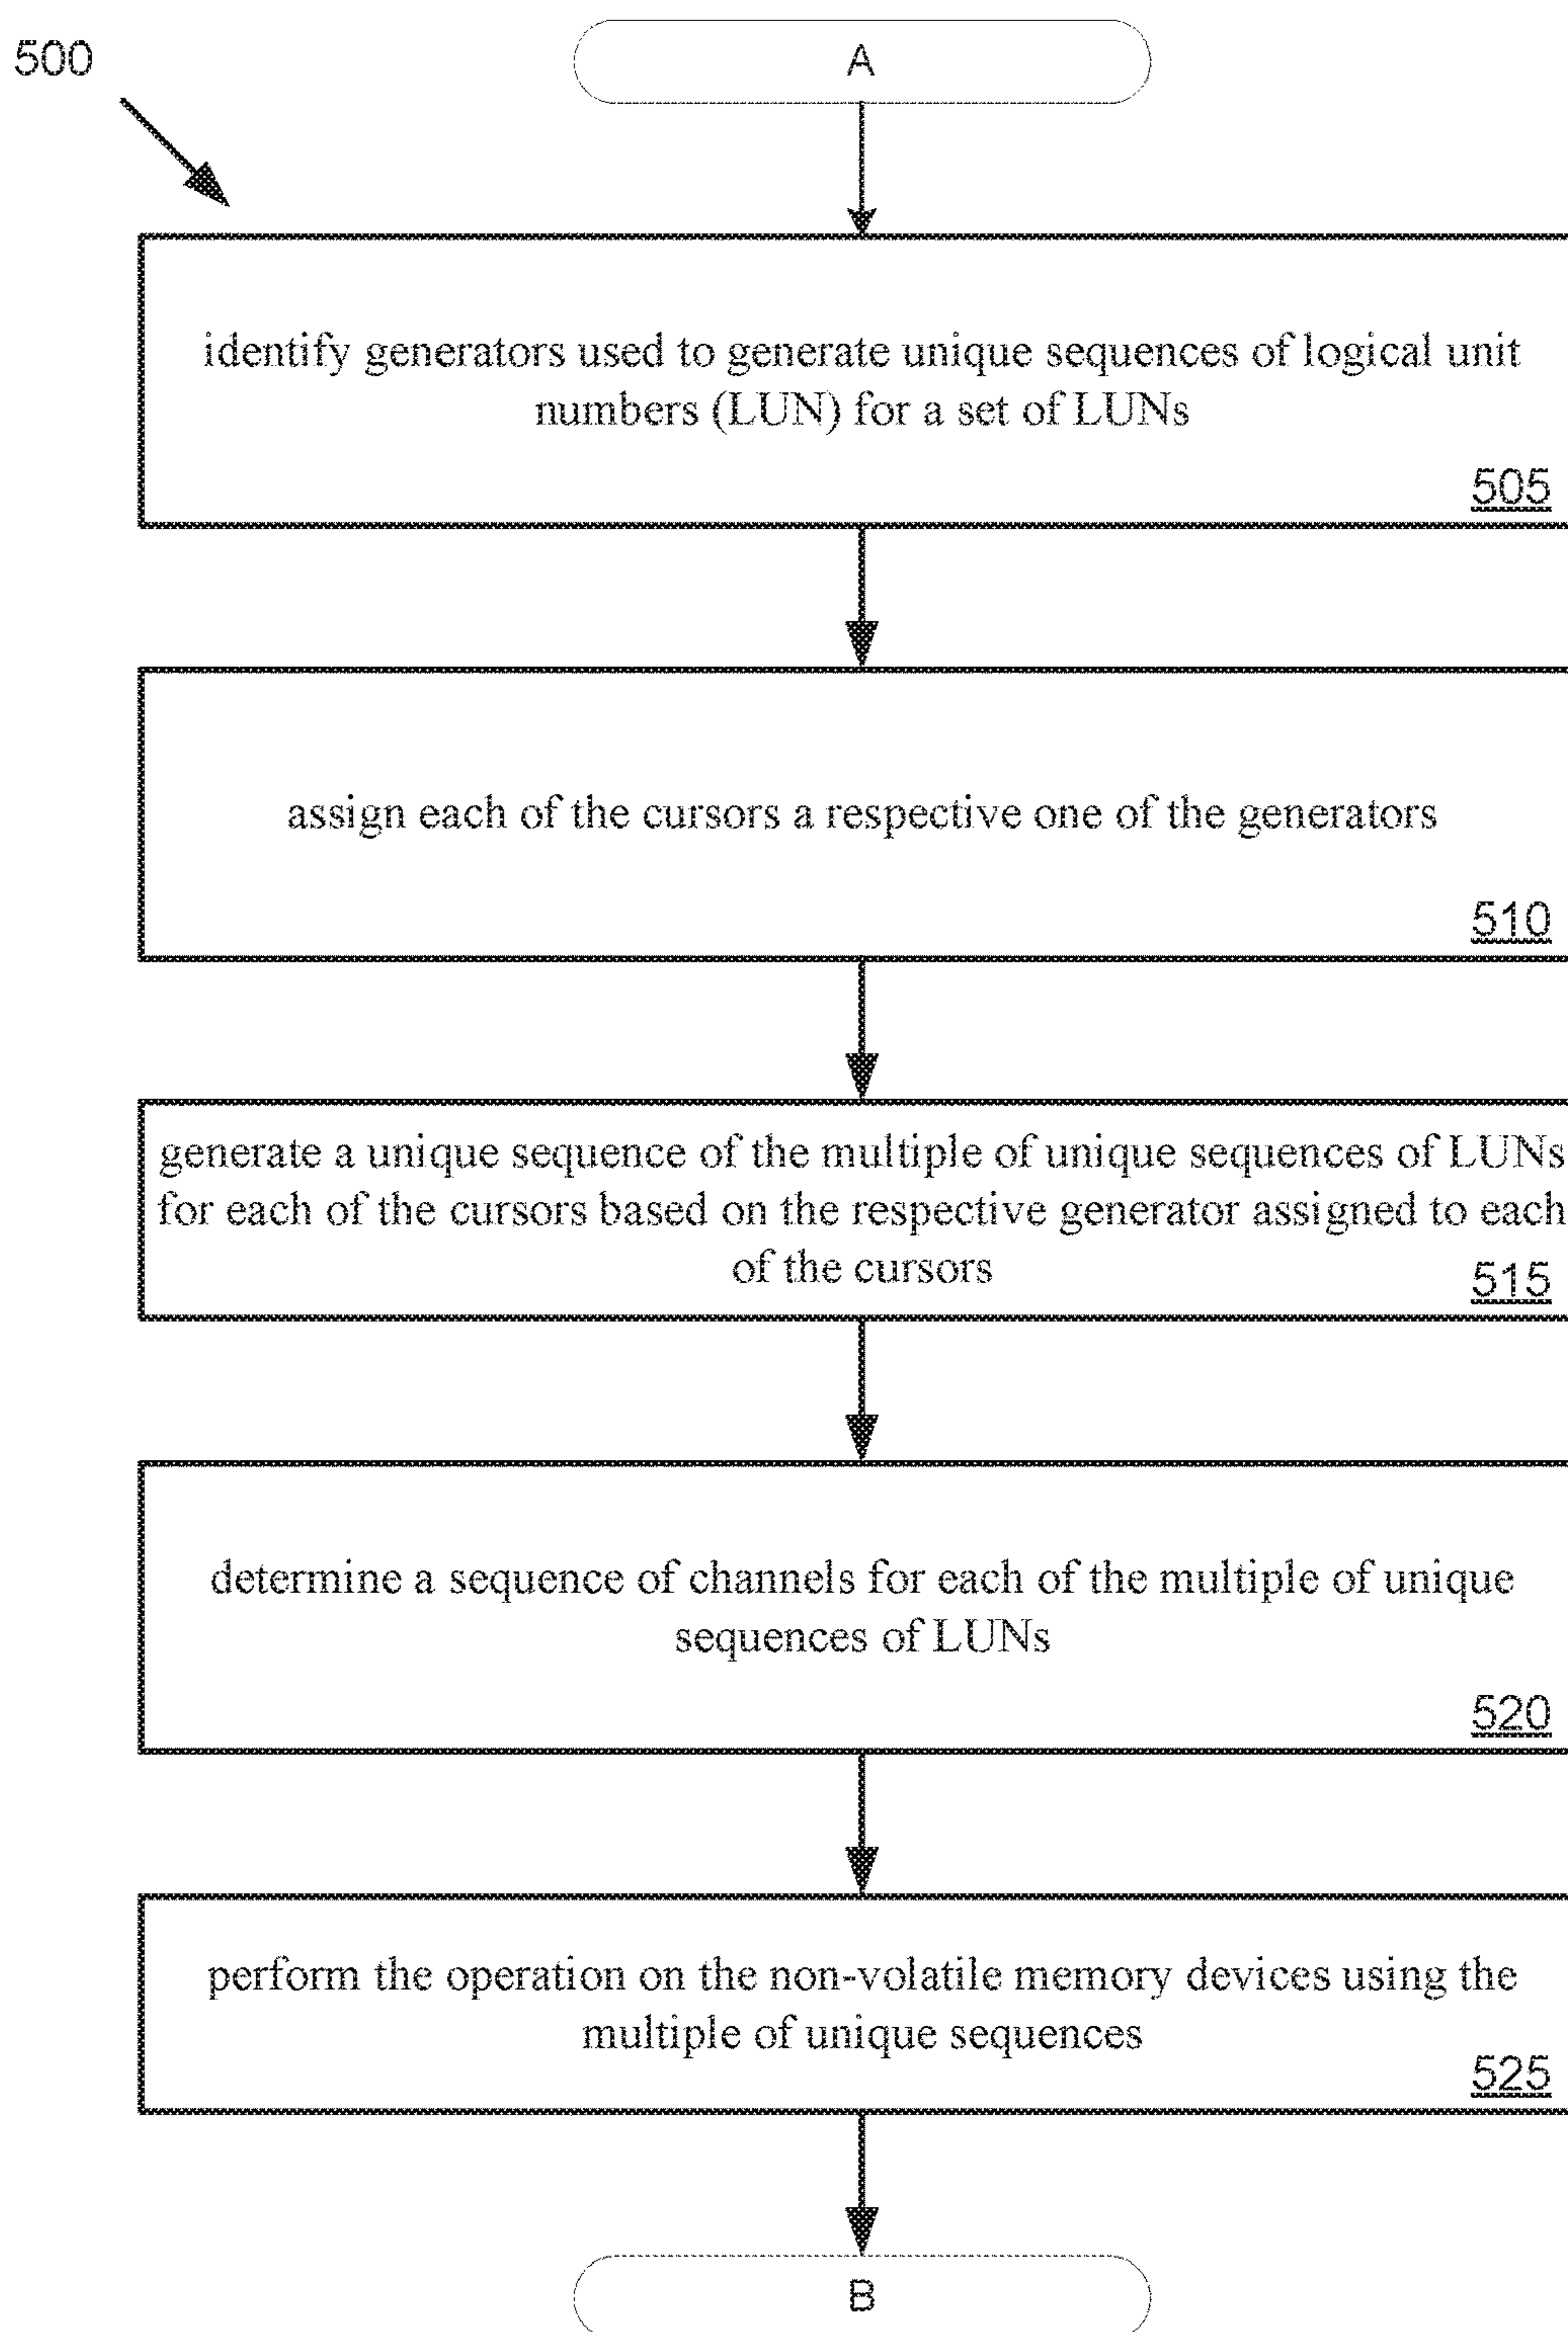 500
A
identify generators used to generate unique sequences of logical unit
numbers (LUN) for a set of LUNs
505
assign each of the cursors a respective one of the generators
510
generate a unique sequence of the multiple of unique sequences of LUNs
for each of the cursors based on the respective generator assigned to each
of the cursors
515
determine a sequence of channels for each of the multiple of unique
sequences of LUNs
520
perform the operation on the non-volatile memory devices using the
multiple of unique sequences
525
B